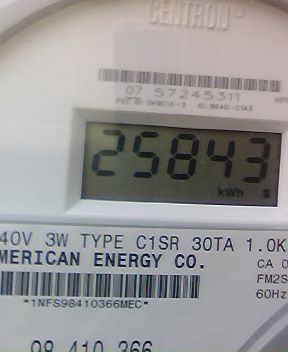 CENTRON®
07 57245311
25843
kWh
40V 3W TYPE C1SR 30TA 1.0K
MERICAN ENERGY CO.
CA 0
FM2S
60Hz
*1NFS98410366MEC*
98 410 366